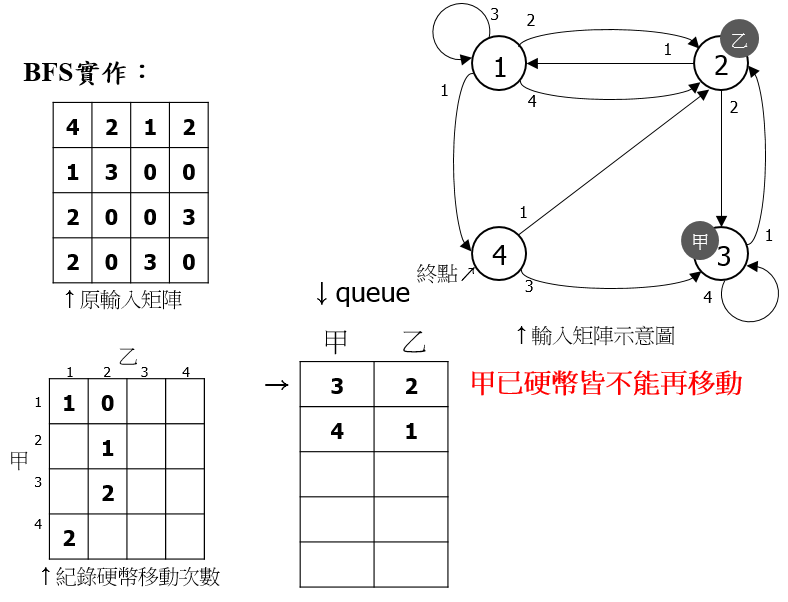 BFS實作：
4 2 1 2
1 3 0 0
2 0 0 3
2 0 3 0
↑原輸入矩陣
3
2
1
1
2
乙
1
4
2
1
4
終點↗
3
甲
3
1
4
↑輸入矩陣示意圖
↓queue
甲 乙
3 2
4 1
→
甲已硬幣皆不能再移動
乙
1 2 3 4
甲
1 1 0
2 1
3 2
4 2
↑紀錄硬幣移動次數